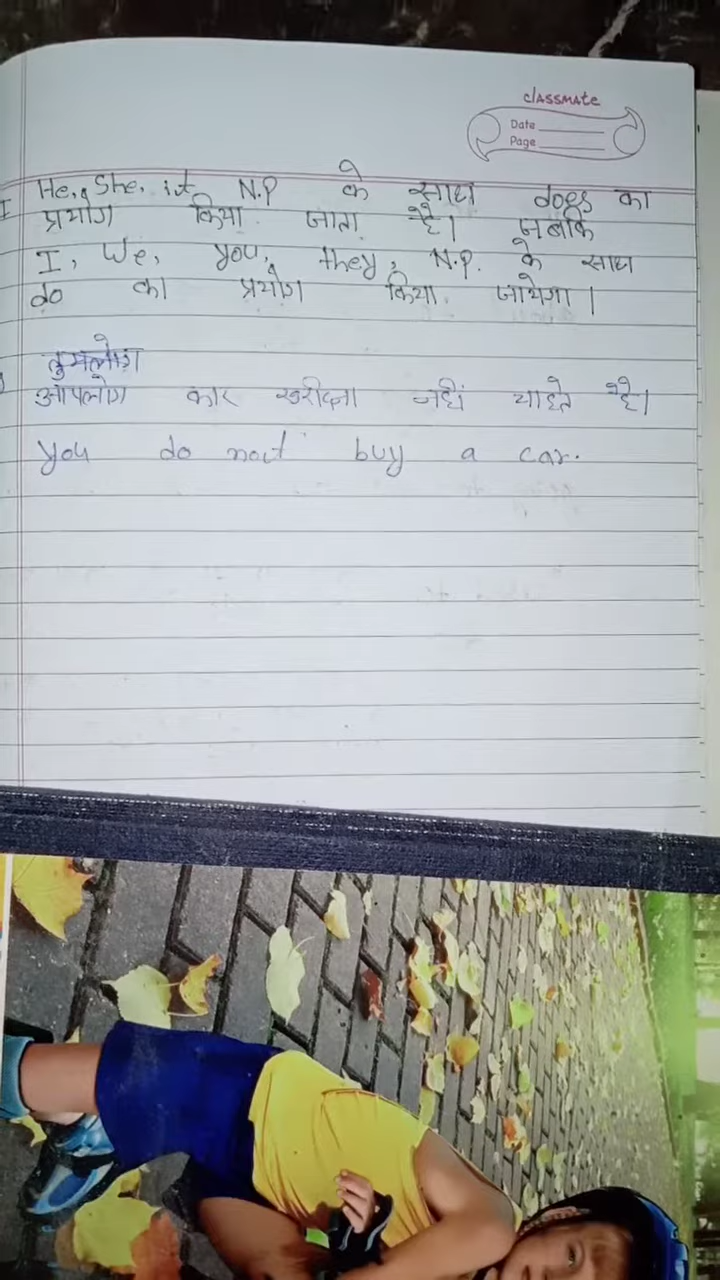 classmate
Date
Page
He, She, it N.P के साथ does का
प्रयोग किया जाता है। जबकि
I, We, you, they, N.P. के साथ
do का प्रयोग किया जायेगा।
तुमलोग
आपलोग कार खरीदना नहीं चाहते है।
you do not buy a car.